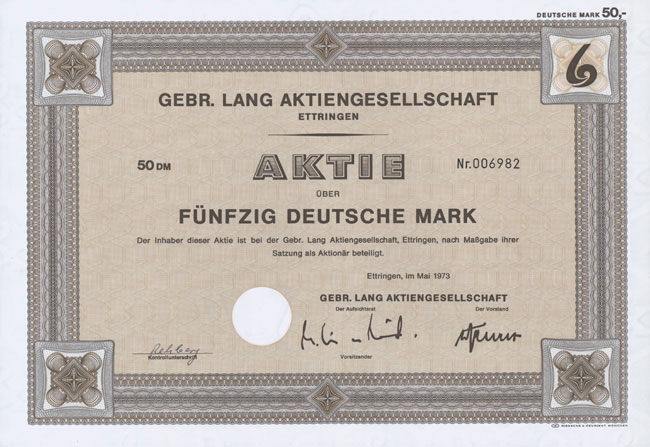 DEUTSCHE MARK 50,-
GEBR. LANG AKTIENGESELLSCHAFT
ETTRINGEN
50 DM AKTIE Nr.006982
ÜBER
FÜNFZIG DEUTSCHE MARK
Der Inhaber dieser Aktie ist bei der Gebr. Lang Aktiengesellschaft, Ettringen, nach Maßgabe ihrer
Satzung als Aktionär beteiligt.
Ettringen, im Mai 1973
GEBR. LANG AKTIENGESELLSCHAFT
Der Aufsichtsrat Der Vorstand
Kontrollunterschrift
Vorsitzender